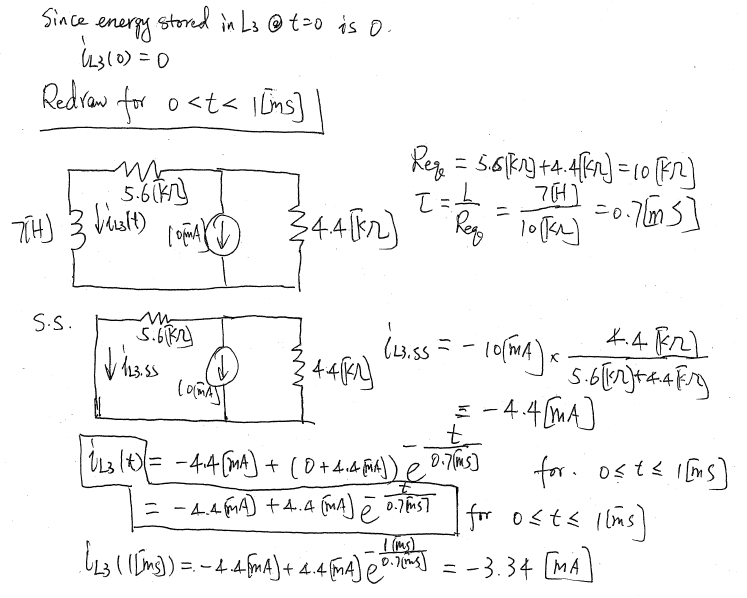 Since energy stored in L3 @ t=0 is 0.
iL3(0) = 0
Redraw for 0<t<1[ms]
5.6[kΩ]
7[H]
iL3(t)
10[mA]
4.4[kΩ]
Req = 5.6[kΩ]+4.4[kΩ]=10[kΩ]
τ = L/Req = 7[H]/10[kΩ] = 0.7[mS]
S.S.
5.6[kΩ]
iL3.ss
10[mA]
4.4[kΩ]
iL3.ss = -10[mA] × 4.4[kΩ]/5.6[kΩ]+4.4[kΩ]
= -4.4[mA]
iL3(t) = -4.4[mA] + (0+4.4[mA]) e^-t/0.7[ms] for. 0≤t≤1[ms]
= -4.4[mA] +4.4[mA] e^-t/0.7[ms] for 0≤t≤1[ms]
iL3(1[ms]) = -4.4[mA]+4.4[mA] e^-1[ms]/0.7[ms] = -3.34 [mA]